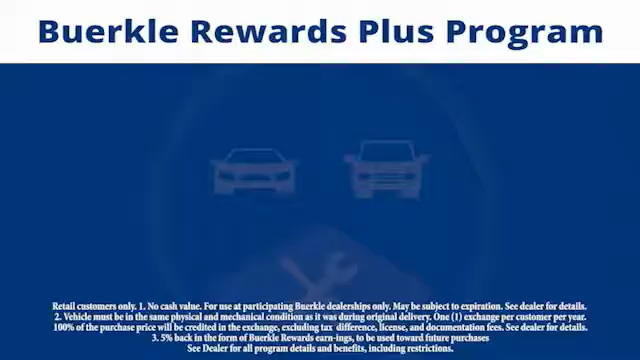 Buerkle Rewards Plus Program
Retail customers only. 1. No cash value. For use at participating Buerkle dealerships only. May be subject to expiration. See dealer for details.
2. Vehicle must be in the same physical and mechanical condition as it was during original delivery. One (1) exchange per customer per year.
100% of the purchase price will be credited in the exchange, excluding tax difference, license, and documentation fees. See dealer for details.
3. 5% back in the form of Buerkle Rewards earn-ings, to be used toward future purchases
See Dealer for all program details and benefits, including restrictions.